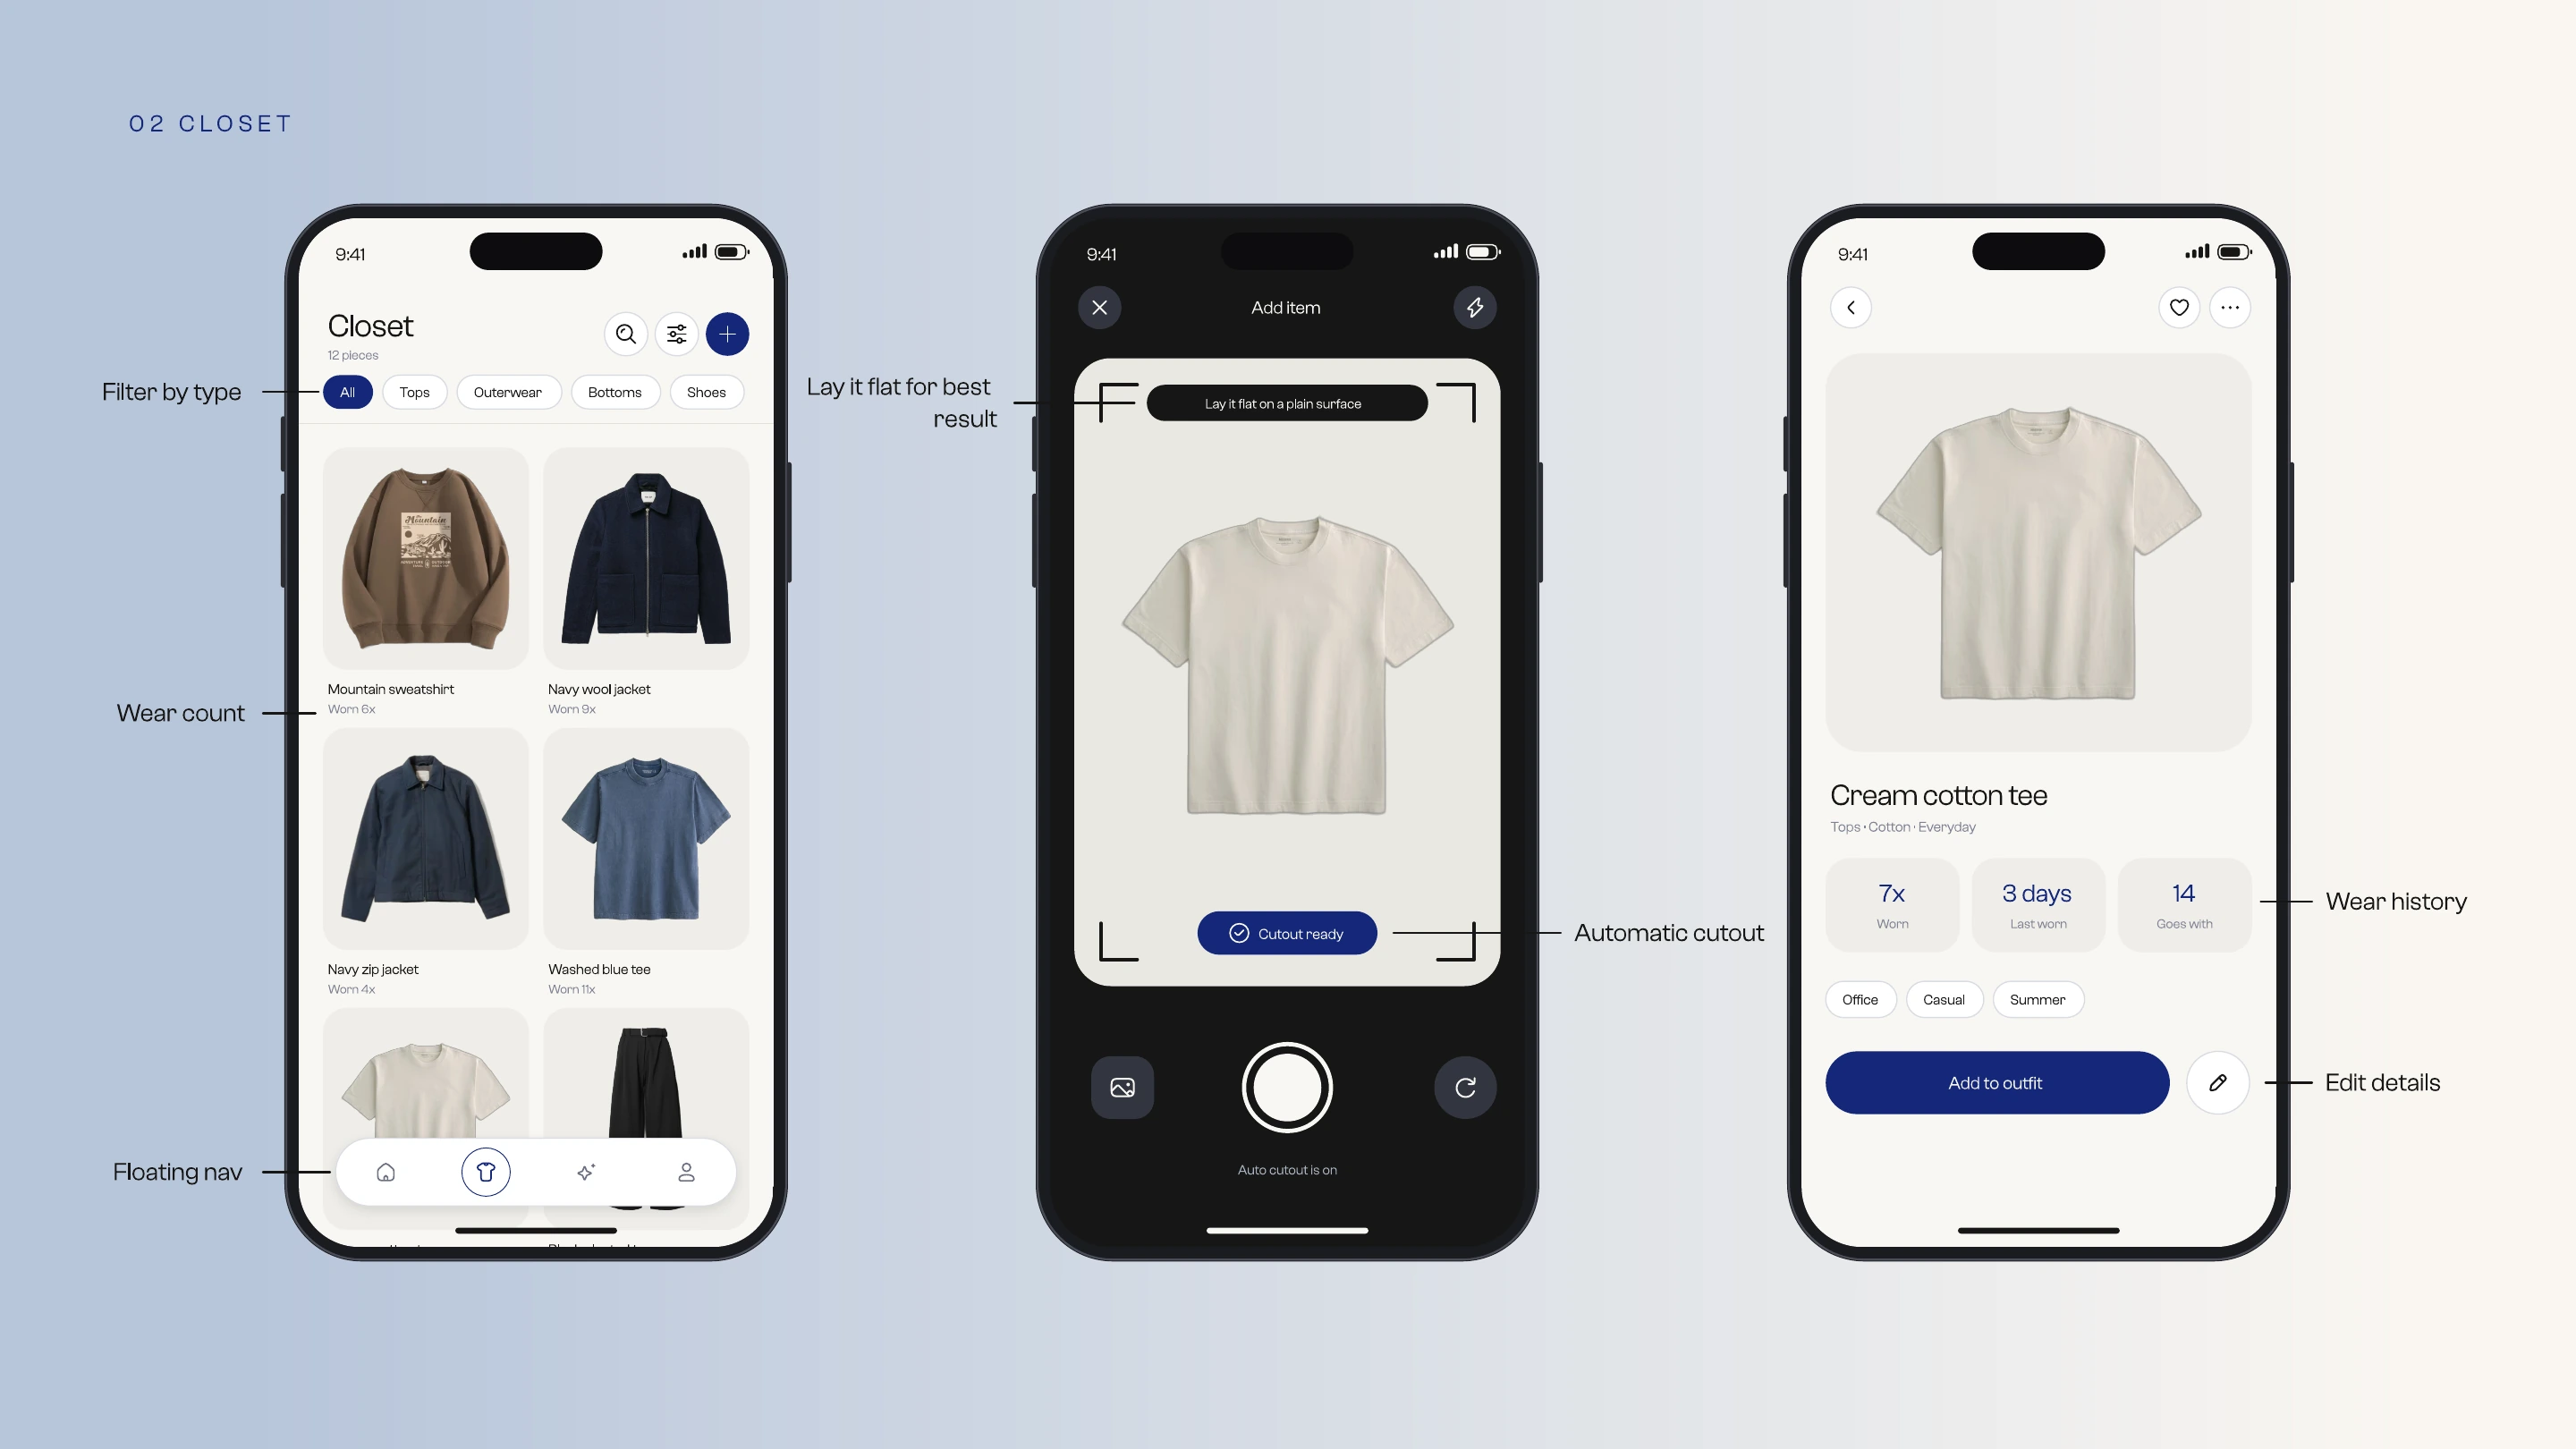 02 CLOSET
9:41
Closet
12 pieces
Filter by type
All
Tops
Outerwear
Bottoms
Shoes
Mountain
Mountain sweatshirt
Worn 6x
Navy wool jacket
Worn 9x
Wear count
Navy zip jacket
Worn 4x
Washed blue tee
Worn 11x
Floating nav
9:41
Add item
Lay it flat for best
result
Lay it flat on a plain surface
Cutout ready
Automatic cutout
Auto cutout is on
9:41
Cream cotton tee
Tops · Cotton · Everyday
7x
Worn
3 days
Last worn
14
Goes with
Wear history
Office
Casual
Summer
Add to outfit
Edit details